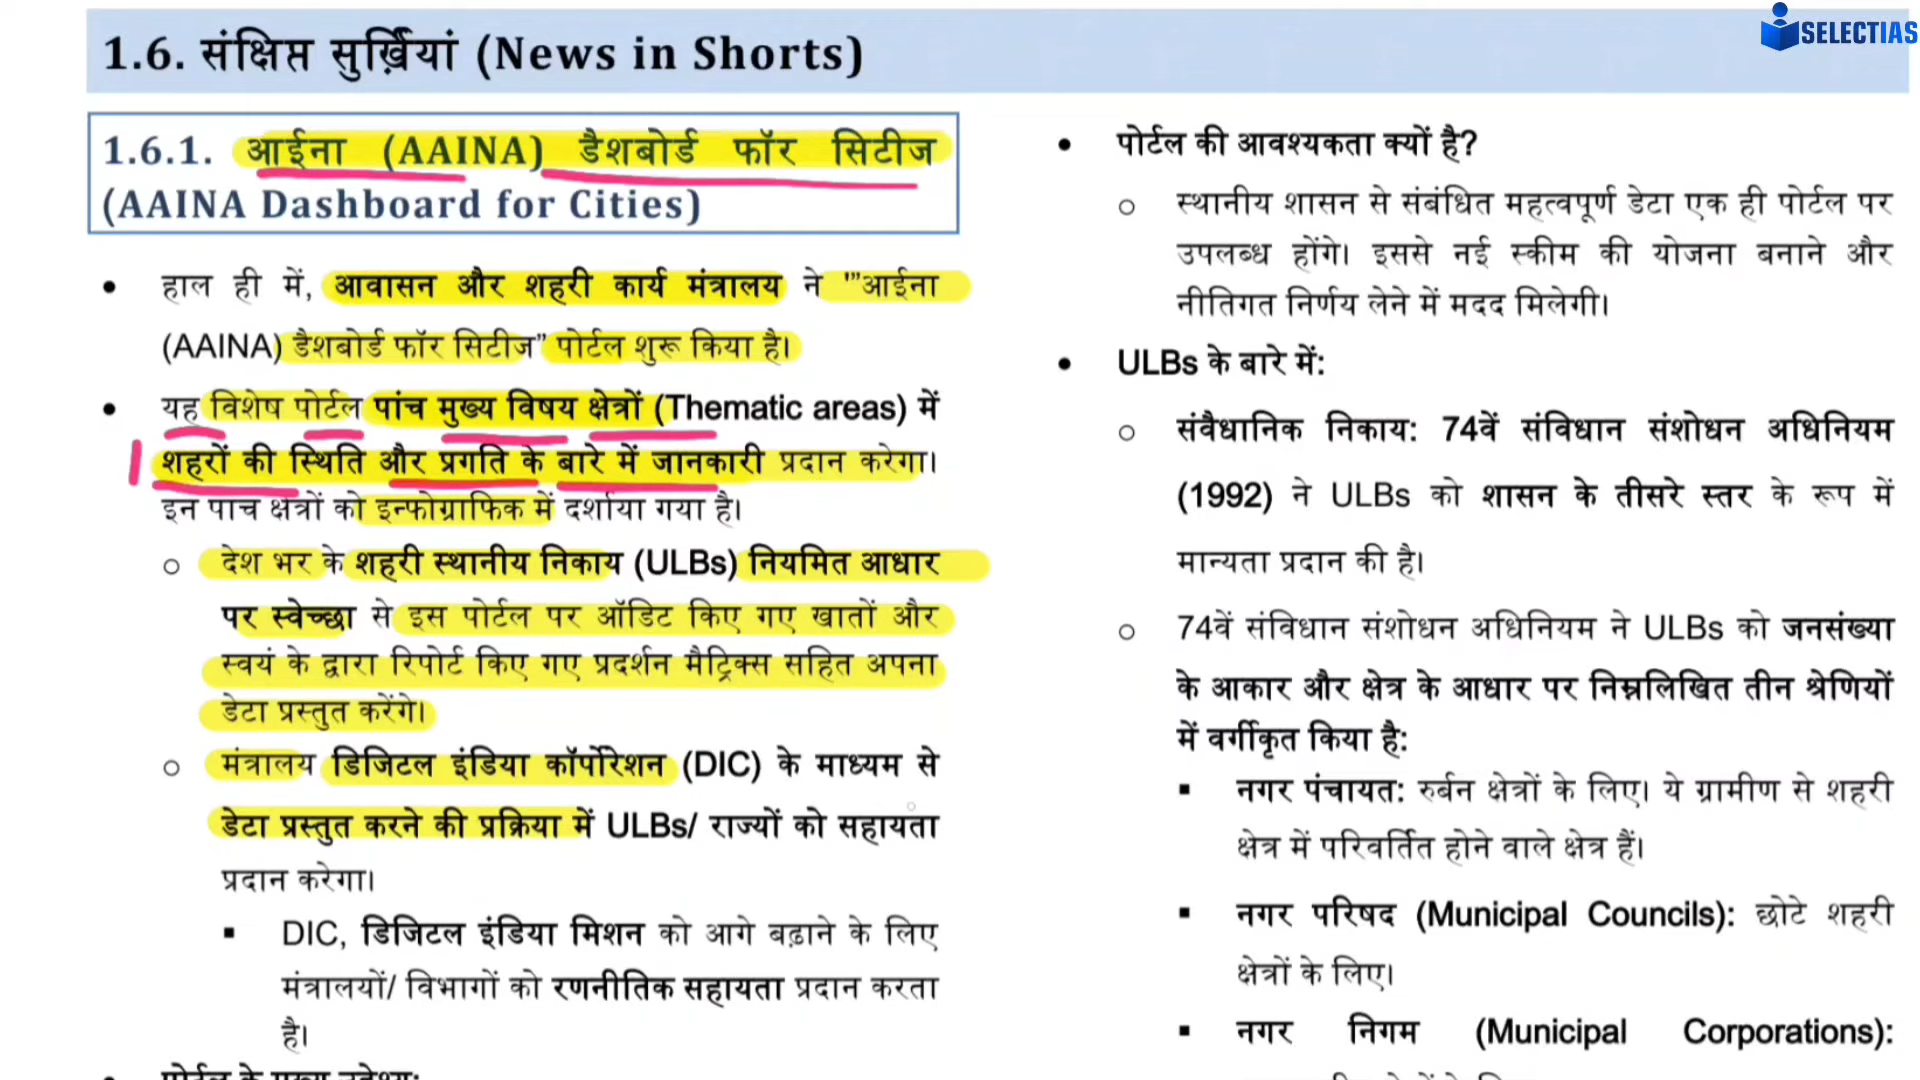 1.6. संक्षिप्त सुर्ख़ियां (News in Shorts)
SELECTIAS
1.6.1. आईना (AAINA) डैशबोर्ड फॉर सिटीज
(AAINA Dashboard for Cities)
• हाल ही में, आवासन और शहरी कार्य मंत्रालय ने '"आईना
(AAINA) डैशबोर्ड फॉर सिटीज" पोर्टल शुरू किया है।
• यह विशेष पोर्टल पांच मुख्य विषय क्षेत्रों (Thematic areas) में
शहरों की स्थिति और प्रगति के बारे में जानकारी प्रदान करेगा।
इन पांच क्षेत्रों को इन्फोग्राफिक में दर्शाया गया है।
o देश भर के शहरी स्थानीय निकाय (ULBs) नियमित आधार
पर स्वेच्छा से इस पोर्टल पर ऑडिट किए गए खातों और
स्वयं के द्वारा रिपोर्ट किए गए प्रदर्शन मैट्रिक्स सहित अपना
डेटा प्रस्तुत करेंगे।
o मंत्रालय डिजिटल इंडिया कॉर्पोरेशन (DIC) के माध्यम से
डेटा प्रस्तुत करने की प्रक्रिया में ULBs/ राज्यों को सहायता
प्रदान करेगा।
▪ DIC, डिजिटल इंडिया मिशन को आगे बढ़ाने के लिए
मंत्रालयों/ विभागों को रणनीतिक सहायता प्रदान करता
है।
• पोर्टल के मुख्य उद्देश्य:
• पोर्टल की आवश्यकता क्यों है?
o स्थानीय शासन से संबंधित महत्वपूर्ण डेटा एक ही पोर्टल पर
उपलब्ध होंगे। इससे नई स्कीम की योजना बनाने और
नीतिगत निर्णय लेने में मदद मिलेगी।
• ULBs के बारे में:
o संवैधानिक निकाय: 74वें संविधान संशोधन अधिनियम
(1992) ने ULBs को शासन के तीसरे स्तर के रूप में
मान्यता प्रदान की है।
o 74वें संविधान संशोधन अधिनियम ने ULBs को जनसंख्या
के आकार और क्षेत्र के आधार पर निम्नलिखित तीन श्रेणियों
में वर्गीकृत किया है:
▪ नगर पंचायत: रुर्बन क्षेत्रों के लिए। ये ग्रामीण से शहरी
क्षेत्र में परिवर्तित होने वाले क्षेत्र हैं।
▪ नगर परिषद (Municipal Councils): छोटे शहरी
क्षेत्रों के लिए।
▪ नगर निगम (Municipal Corporations):